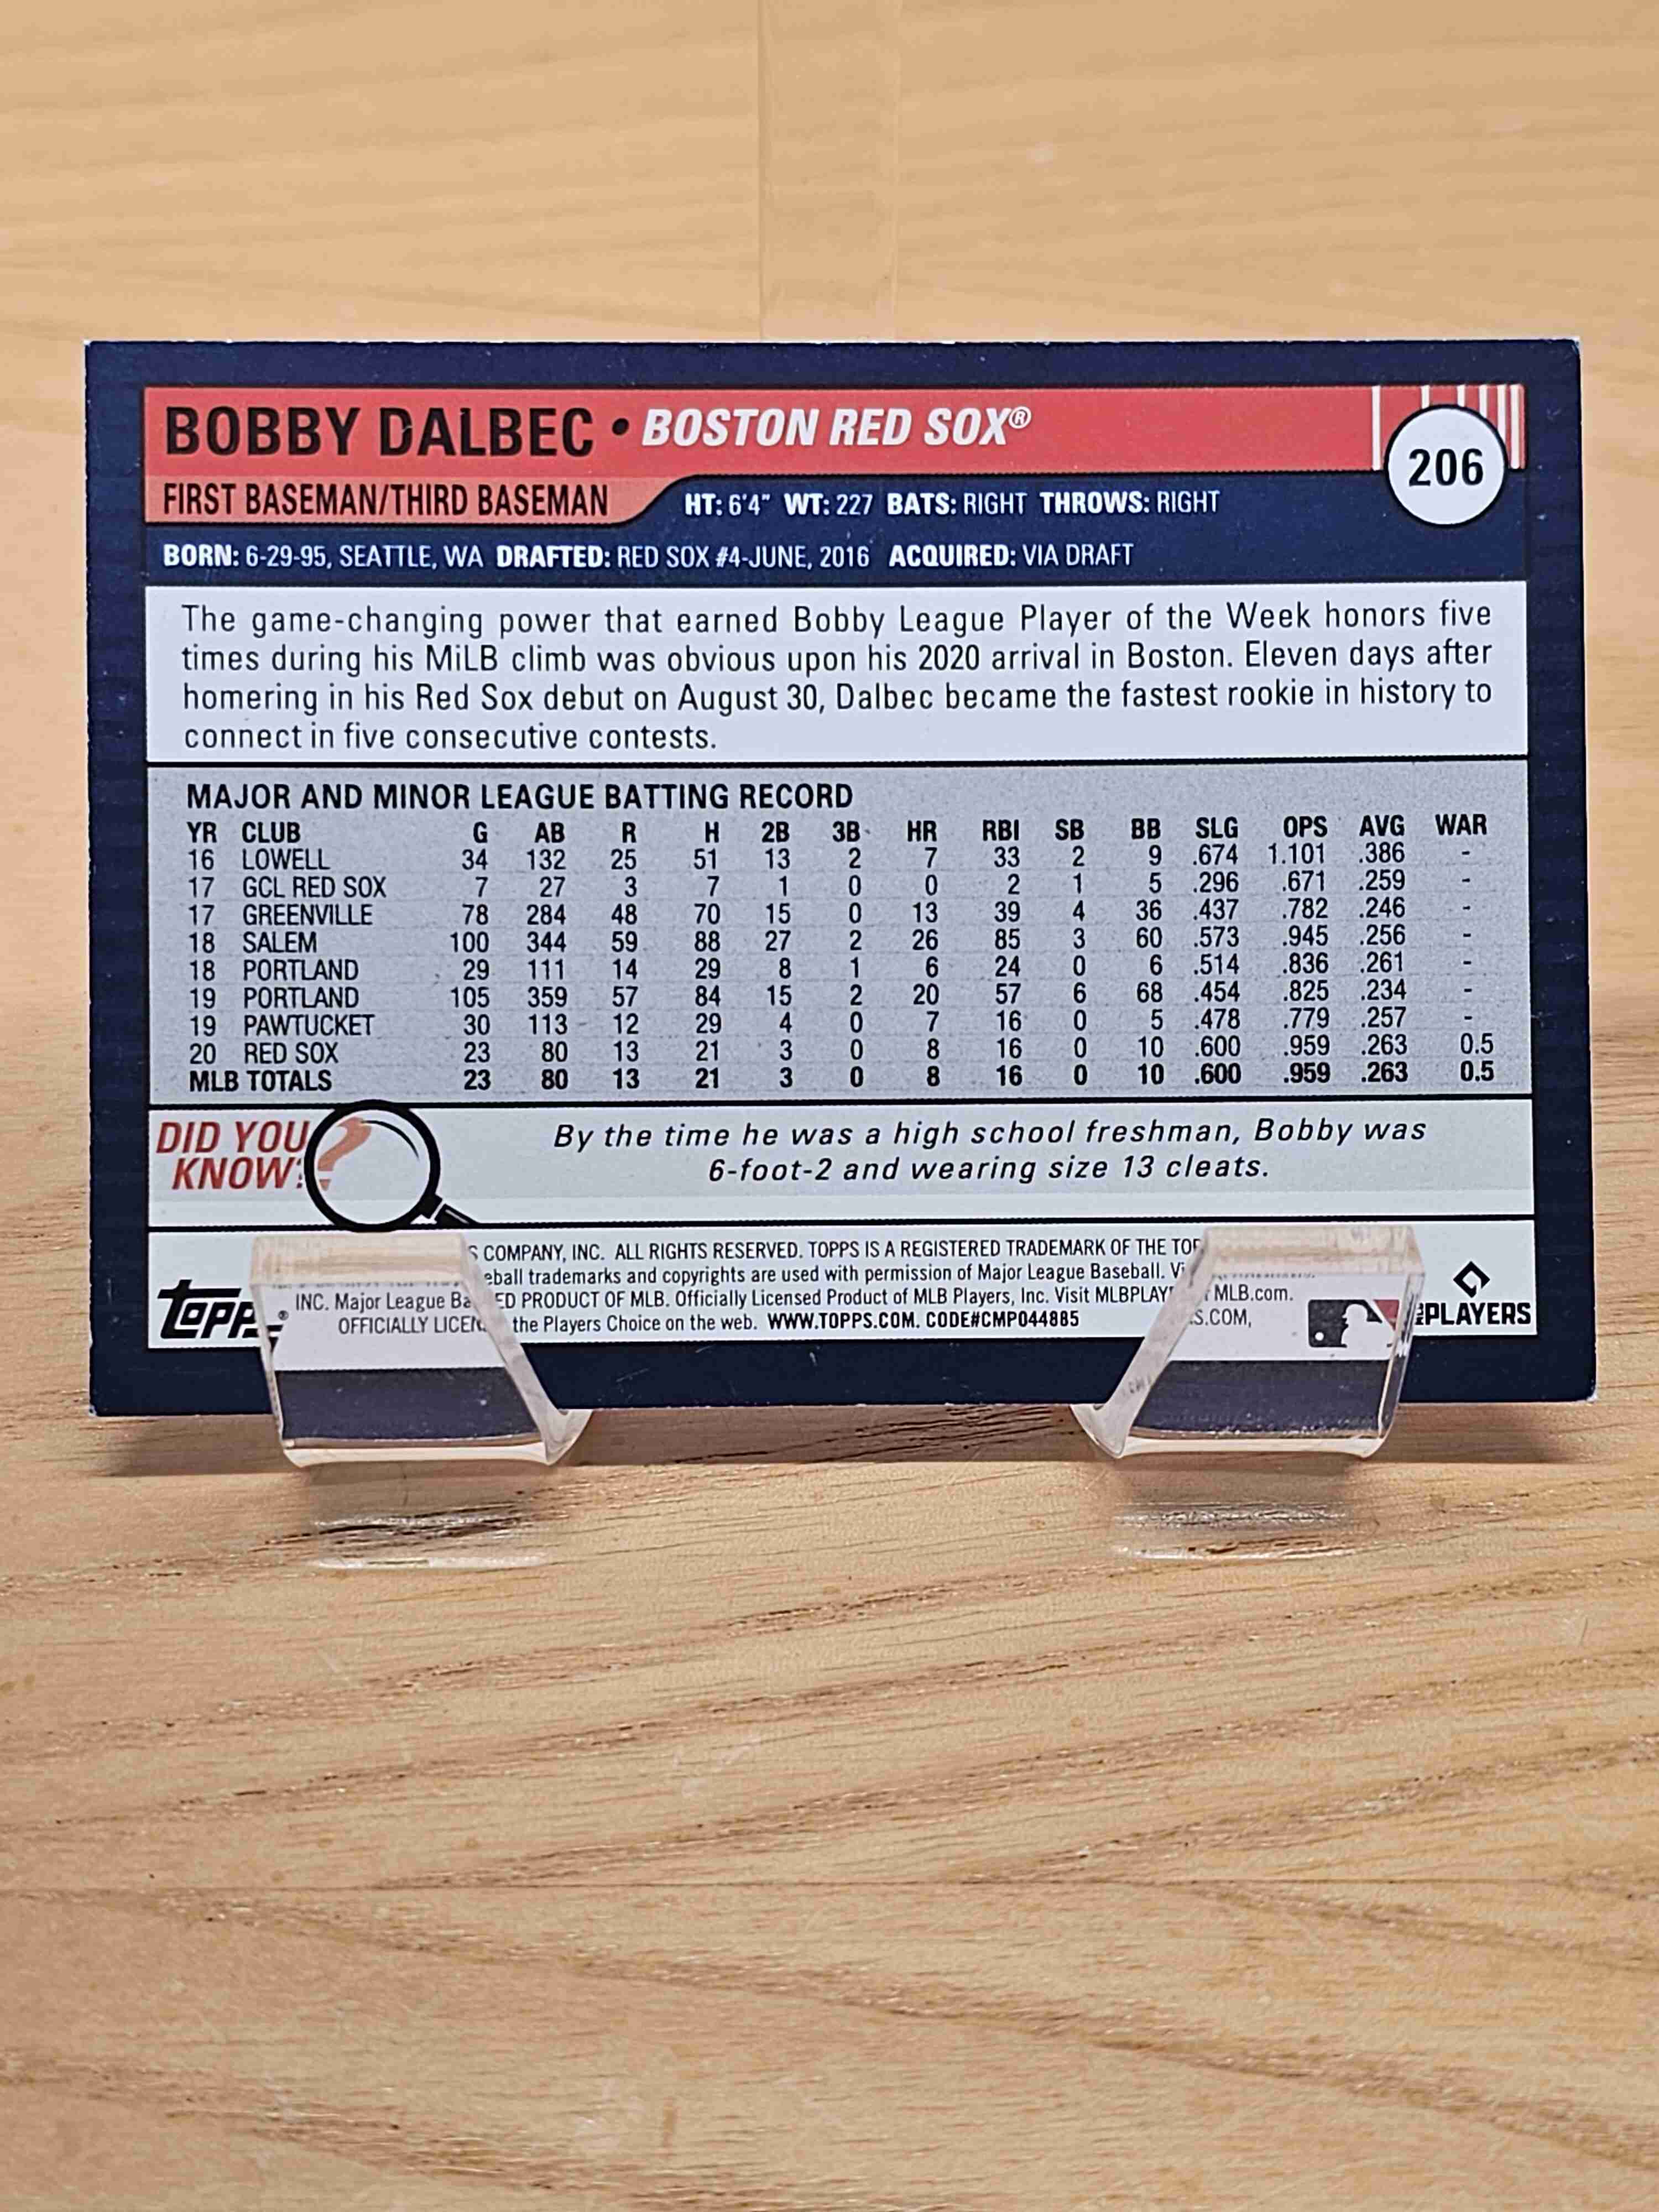 BOBBY DALBEC • BOSTON RED SOX®
206
FIRST BASEMAN/THIRD BASEMAN HT: 6'4" WT: 227 BATS: RIGHT THROWS: RIGHT
BORN: 6-29-95, SEATTLE, WA DRAFTED: RED SOX #4-JUNE, 2016 ACQUIRED: VIA DRAFT
The game-changing power that earned Bobby League Player of the Week honors five
times during his MiLB climb was obvious upon his 2020 arrival in Boston. Eleven days after
homering in his Red Sox debut on August 30, Dalbec became the fastest rookie in history to
connect in five consecutive contests.
MAJOR AND MINOR LEAGUE BATTING RECORD
YR CLUB G AB R H 2B 3B HR RBI SB BB SLG OPS AVG WAR
16 LOWELL 34 132 25 51 13 2 7 33 2 9 .674 1.101 .386 -
17 GCL RED SOX 7 27 3 7 1 0 0 2 1 5 .296 .671 .259 -
17 GREENVILLE 78 284 48 70 15 0 13 39 4 36 .437 .782 .246 -
18 SALEM 100 344 59 88 27 2 26 85 3 60 .573 .945 .256 -
18 PORTLAND 29 111 14 29 8 1 6 24 0 6 .514 .836 .261 -
19 PORTLAND 105 359 57 84 15 2 20 57 6 68 .454 .825 .234 -
19 PAWTUCKET 30 113 12 29 4 0 7 16 0 5 .478 .779 .257 -
20 RED SOX 23 80 13 21 3 0 8 16 0 10 .600 .959 .263 0.5
MLB TOTALS 23 80 13 21 3 0 8 16 0 10 .600 .959 .263 0.5
DID YOU
KNOW?
By the time he was a high school freshman, Bobby was
6-foot-2 and wearing size 13 cleats.
COMPANY, INC. ALL RIGHTS RESERVED. TOPPS IS A REGISTERED TRADEMARK OF THE
trademarks and copyrights are used with permission of Major League Baseball.
INC. Major League PRODUCT OF MLB. Officially Licensed Product of MLB Players, Inc. Visit MLB.com.
OFFICIALLY the Players Choice on the web. WWW.TOPPS.COM. CODE#CMP044885
topps®
PLAYERS